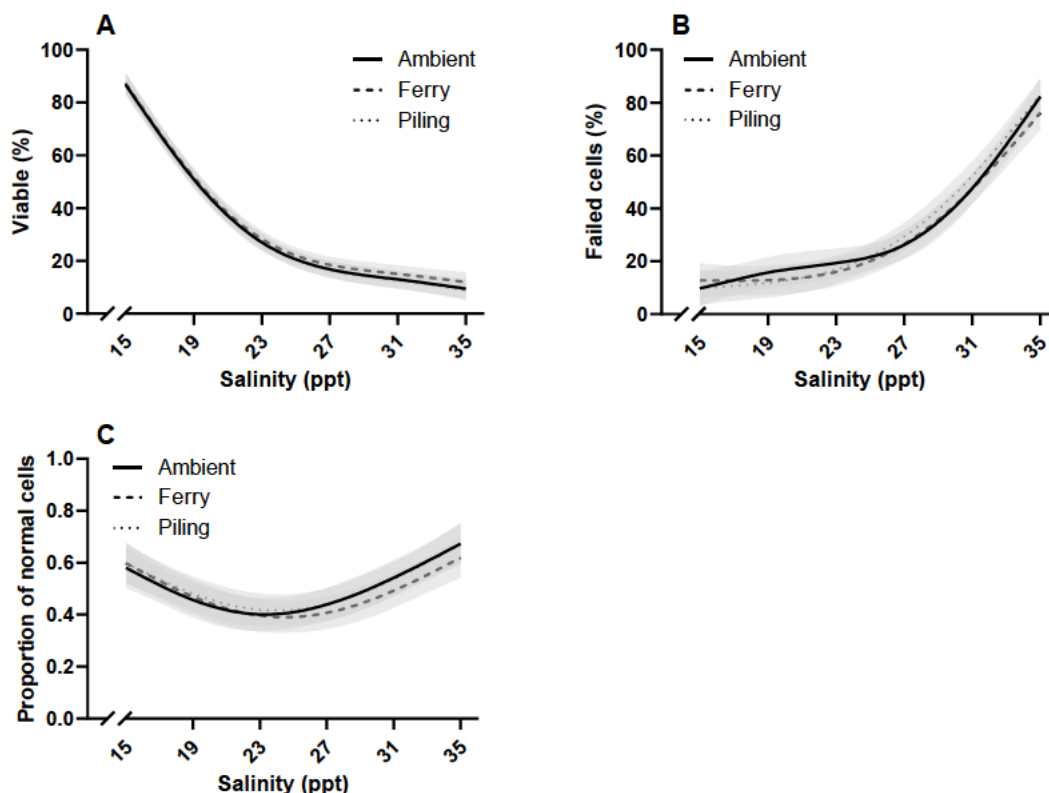 A
100
80
60
40
20
0
Viable (%)
Ambient
Ferry
Piling
15
19
23
27
31
35
Salinity (ppt)
B
100
80
60
40
20
0
Failed cells (%)
Ambient
Ferry
Piling
15
19
23
27
31
35
Salinity (ppt)
C
1.0
0.8
0.6
0.4
0.2
0.0
Proportion of normal cells
Ambient
Ferry
Piling
15
19
23
27
31
35
Salinity (ppt)